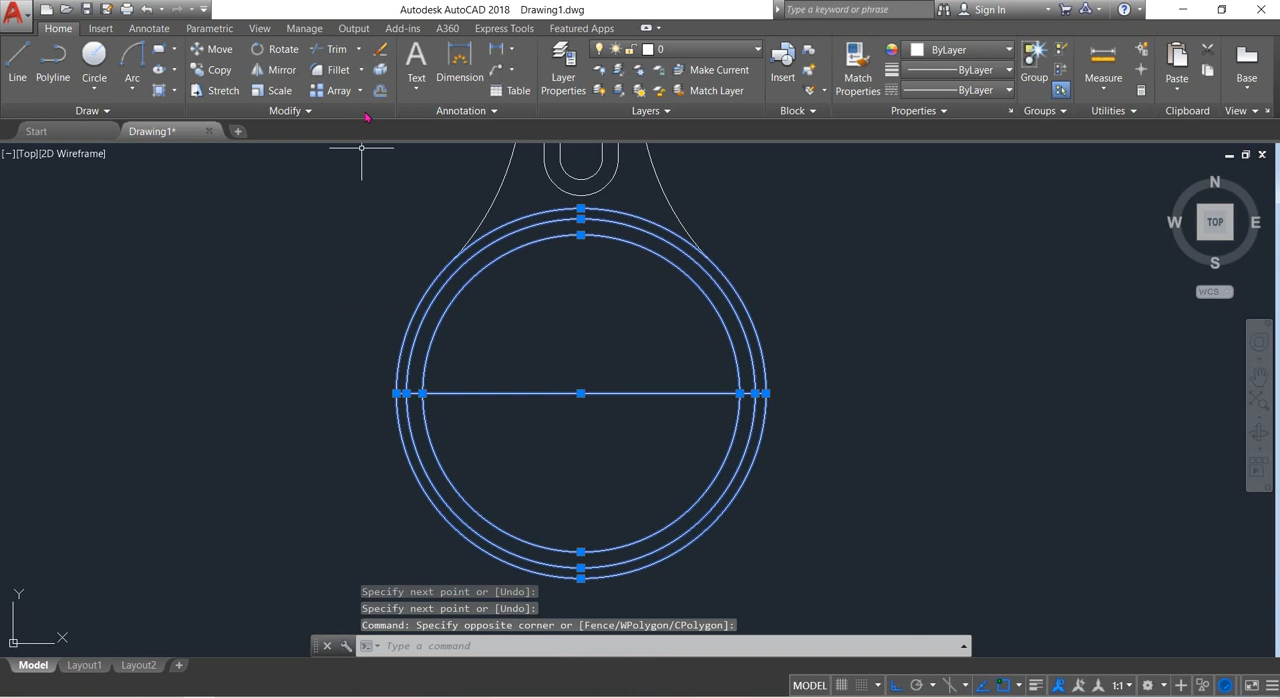 A Autodesk AutoCAD 2018 Drawing1.dwg Type a keyword or phrase Sign In
Home Insert Annotate Parametric View Manage Output Add-ins A360 Express Tools Featured Apps
Line Polyline Circle Arc Move Rotate Trim Text Dimension Layer Properties 0 Insert Match Properties ByLayer Group Measure Paste Base
Copy Mirror Fillet Make Current ByLayer
Stretch Scale Array Table Match Layer ByLayer
Draw Modify Annotation Layers Block Properties Groups Utilities Clipboard View
Start Drawing1*
[−][Top][2D Wireframe]
N
W TOP E
S
WCS
Specify next point or [Undo]:
Specify next point or [Undo]:
Command: Specify opposite corner or [Fence/WPolygon/CPolygon]:
Type a command
Y
X
Model Layout1 Layout2
MODEL 1:1